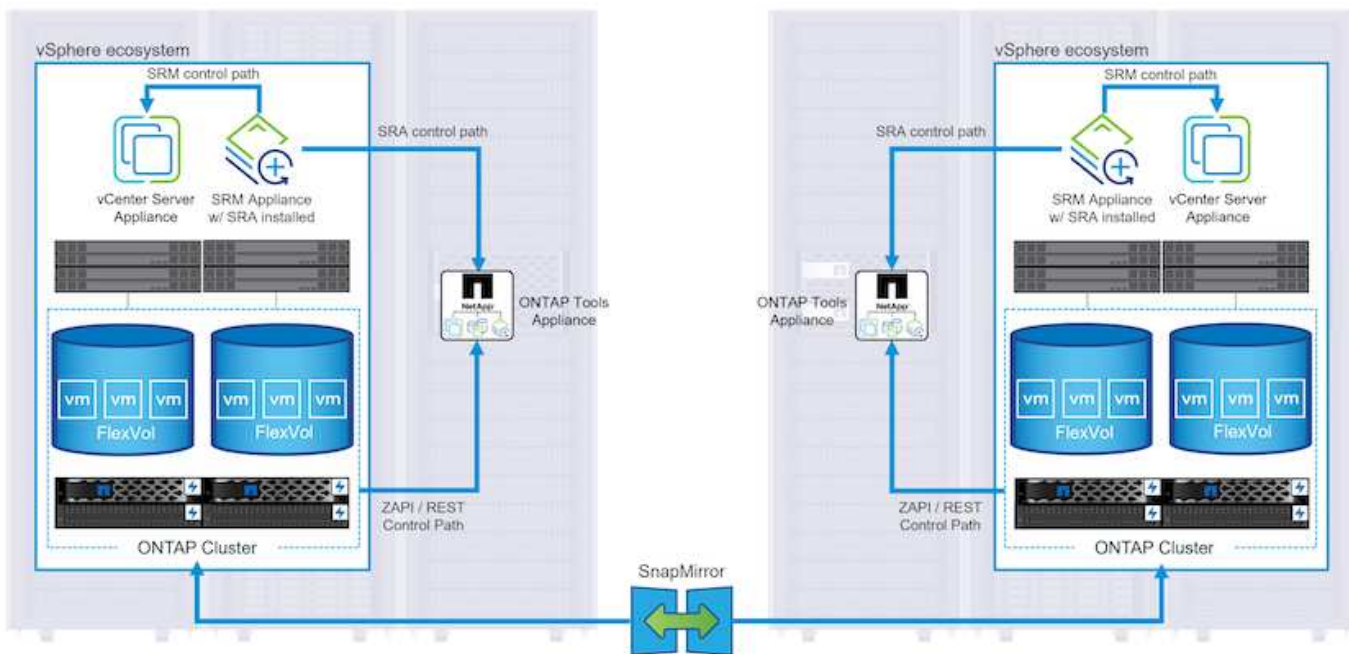 vSphere ecosystem
SRM control path
SRA control path
vCenter Server
Appliance
SRM Appliance
w/ SRA installed
NetApp
ONTAP Tools
Appliance
vm vm vm
FlexVol
vm vm vm
FlexVol
ZAPI / REST
Control Path
ONTAP Cluster
SnapMirror
vSphere ecosystem
SRM control path
SRA control path
SRM Appliance
w/ SRA installed
vCenter Server
Appliance
ONTAP Tools
Appliance
NetApp
vm vm vm
FlexVol
vm vm vm
FlexVol
ZAPI / REST
Control Path
ONTAP Cluster